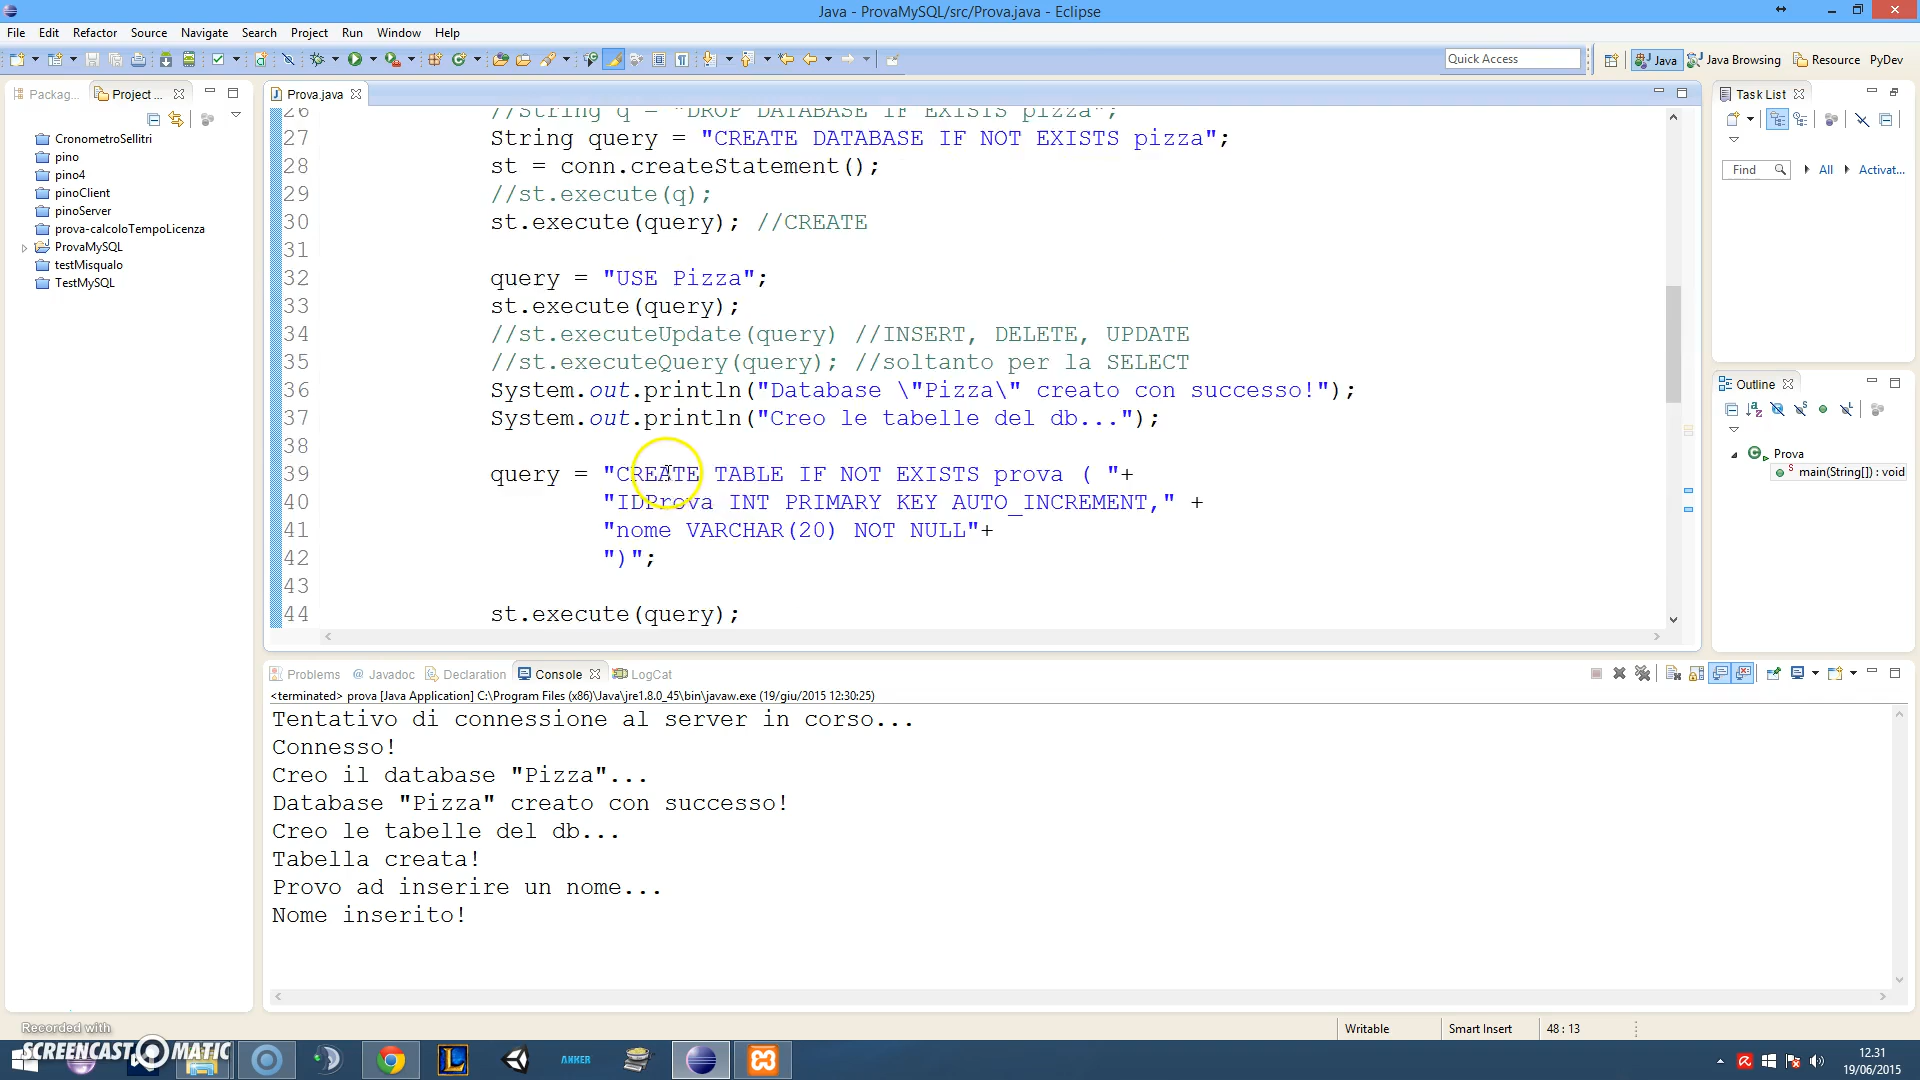 Java - ProvaMySQL/src/Prova.java - Eclipse
File Edit Refactor Source Navigate Search Project Run Window Help
Quick Access
Java
Java Browsing
Resource
PyDev
Packag...
Project ...
CronometroSellitri
pino
pino4
pinoClient
pinoServer
prova-calcoloTempoLicenza
ProvaMySQL
testMisqualo
TestMySQL
Prova.java
26 //String q = "DROP DATABASE IF EXISTS pizza";
27 String query = "CREATE DATABASE IF NOT EXISTS pizza";
28 st = conn.createStatement();
29 //st.execute(q);
30 st.execute(query); //CREATE
31
32 query = "USE Pizza";
33 st.execute(query);
34 //st.executeUpdate(query) //INSERT, DELETE, UPDATE
35 //st.executeQuery(query); //soltanto per la SELECT
36 System.out.println("Database \"Pizza\" creato con successo!");
37 System.out.println("Creo le tabelle del db...");
38
39 query = "CREATE TABLE IF NOT EXISTS prova ( "+
40 "IDProva INT PRIMARY KEY AUTO_INCREMENT," +
41 "nome VARCHAR(20) NOT NULL"+
42 ")";
43
44 st.execute(query);
Task List
Find
All
Activat...
Outline
Prova
main(String[]) : void
Problems
@ Javadoc
Declaration
Console
LogCat
<terminated> prova [Java Application] C:\Program Files (x86)\Java\jre1.8.0_45\bin\javaw.exe (19/giu/2015 12:30:25)
Tentativo di connessione al server in corso...
Connesso!
Creo il database "Pizza"...
Database "Pizza" creato con successo!
Creo le tabelle del db...
Tabella creata!
Provo ad inserire un nome...
Nome inserito!
Writable
Smart Insert
48 : 13
Recorded with
SCREENCAST MATIC
ANKER
12.31
19/06/2015